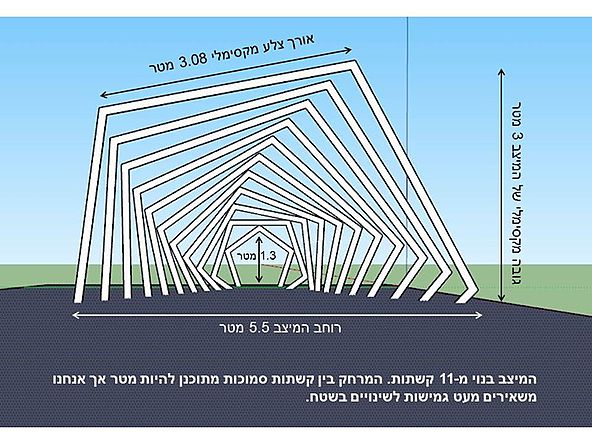 אורך צלע מקסימלי 3.08 מטר
גובה מקסימלי של המיצב 3 מטר
1.3
מטר
רוחב המיצב 5.5 מטר
המיצב בנוי מ-11 קשתות. המרחק בין קשתות סמוכות מתוכנן להיות מטר אך אנחנו
משאירים מעט גמישות לשינויים בשטח.